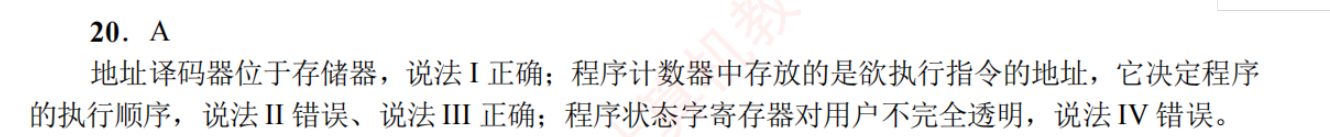 20． A
地址译码器位于存储器，说法 I 正确；程序计数器中存放的是欲执行指令的地址，它决定程序
的执行顺序，说法 II 错误、说法 III 正确；程序状态字寄存器对用户不完全透明，说法 IV 错误。
机教